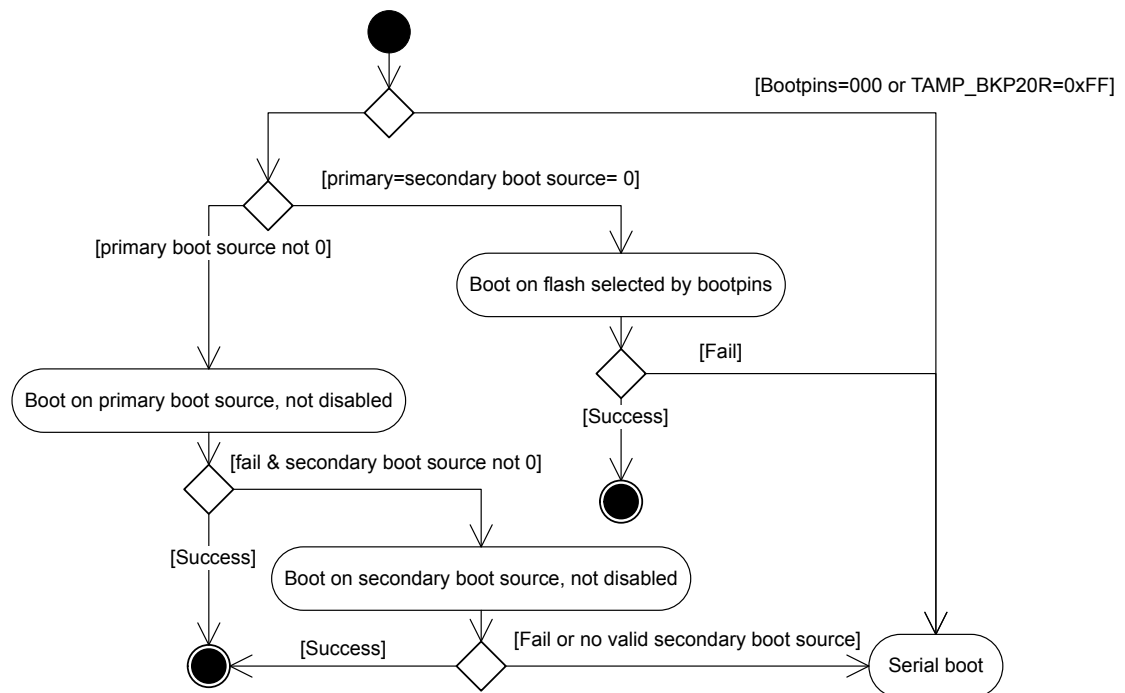 [Bootpins=000 or TAMP_BKP20R=0xFF]
[primary=secondary boot source= 0]
[primary boot source not 0]
Boot on flash selected by bootpins
[Fail]
Boot on primary boot source, not disabled
[Success]
[fail & secondary boot source not 0]
[Success]
Boot on secondary boot source, not disabled
[Success]
[Fail or no valid secondary boot source]
Serial boot